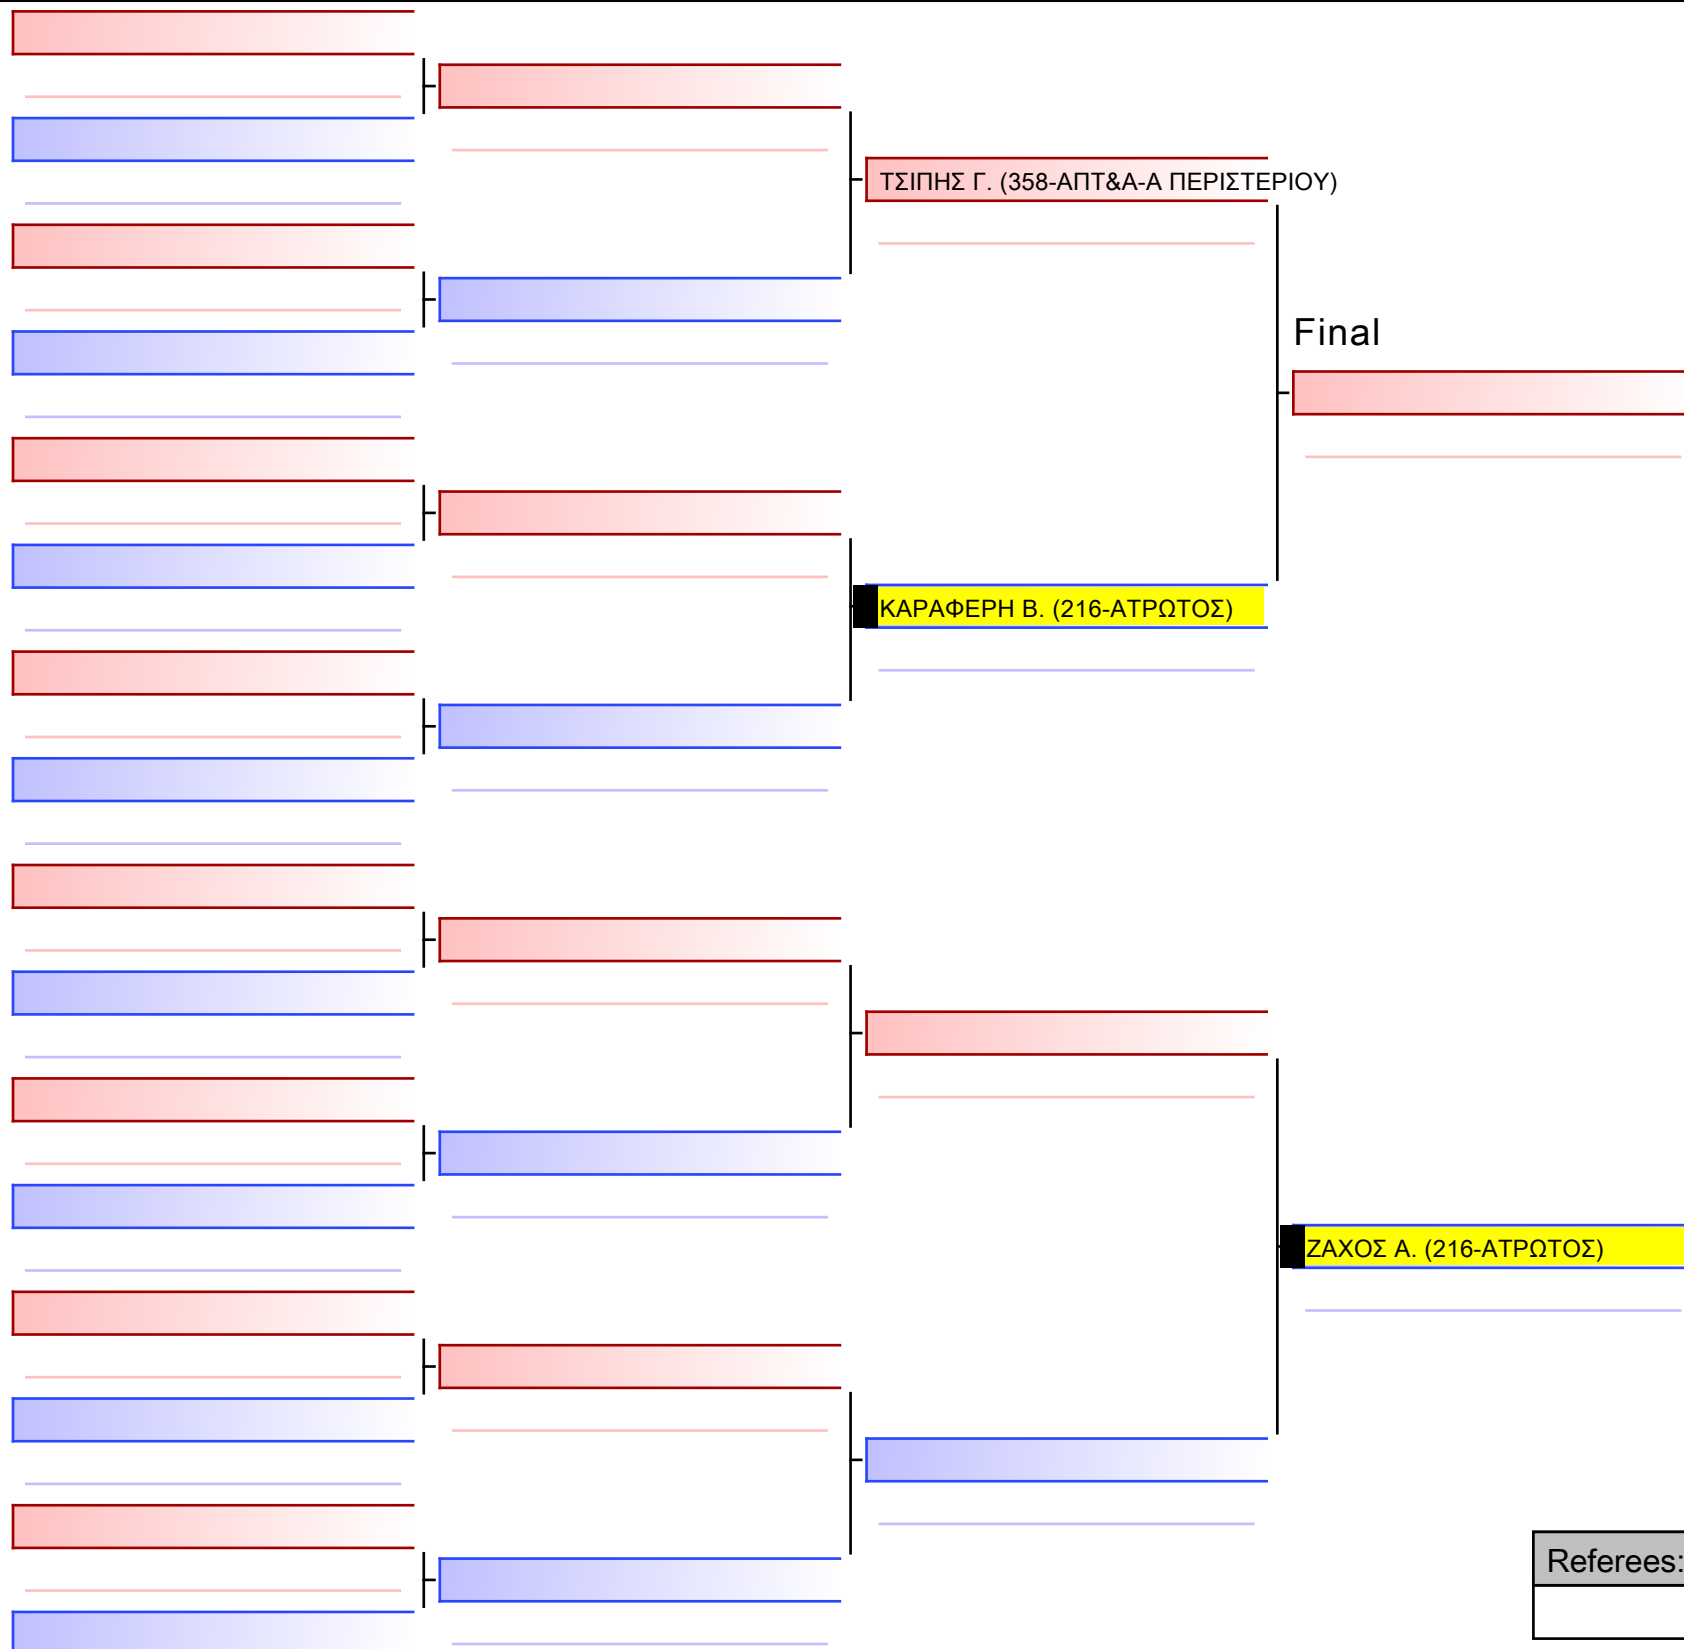 ΤΣΙΠΗΣ Γ. (358-ΑΠΤ&Α-Α ΠΕΡΙΣΤΕΡΙΟΥ)
Final
ΚΑΡΑΦΕΡΗ Β. (216-ΑΤΡΩΤΟΣ)
ΖΑΧΟΣ Α. (216-ΑΤΡΩΤΟΣ)
Referees: